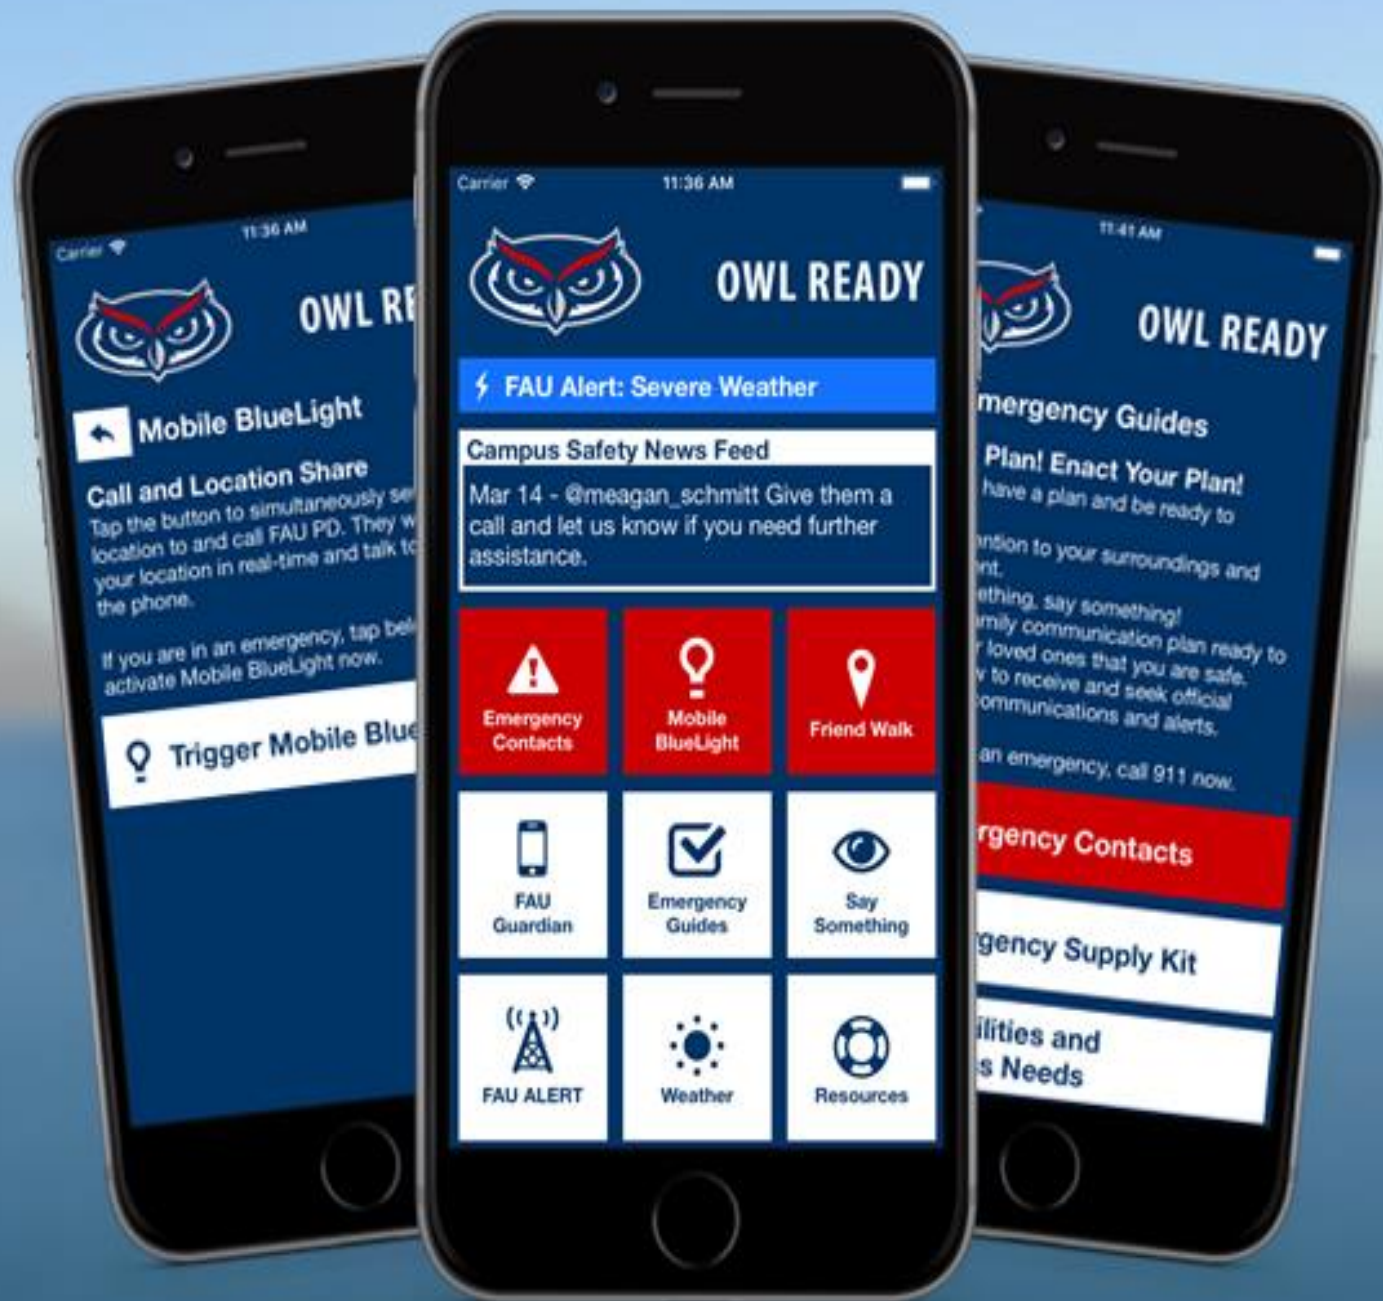 Carrier
11:36 AM
OWL
Mobile BlueLight
Call and Location Share
Tap the button to simultaneously
location to and call FAU PD. They
your location in real-time and talk to
the phone.
If you are in an emergency, tap
activate Mobile BlueLight now.
Trigger Mobile
Carrier
11:36 AM
OWL READY
FAU Alert: Severe Weather
Campus Safety News Feed
Mar 14 - @meagan_schmitt Give them a
call and let us know if you need further
assistance.
Emergency
Contacts
Mobile
BlueLight
Friend Walk
FAU
Guardian
Emergency
Guides
Say
Something
FAU ALERT
Weather
Resources
11:41 AM
OWL READY
mergency Guides
Plan! Enact Your Plan!
have a plan and be ready to
ntion to your surroundings and
nt.
ething, say something!
mily communication plan ready to
r loved ones that you are safe.
to receive and seek official
ommunications and alerts.
an emergency, call 911 now.
rgency Contacts
gency Supply Kit
ilities and
s Needs